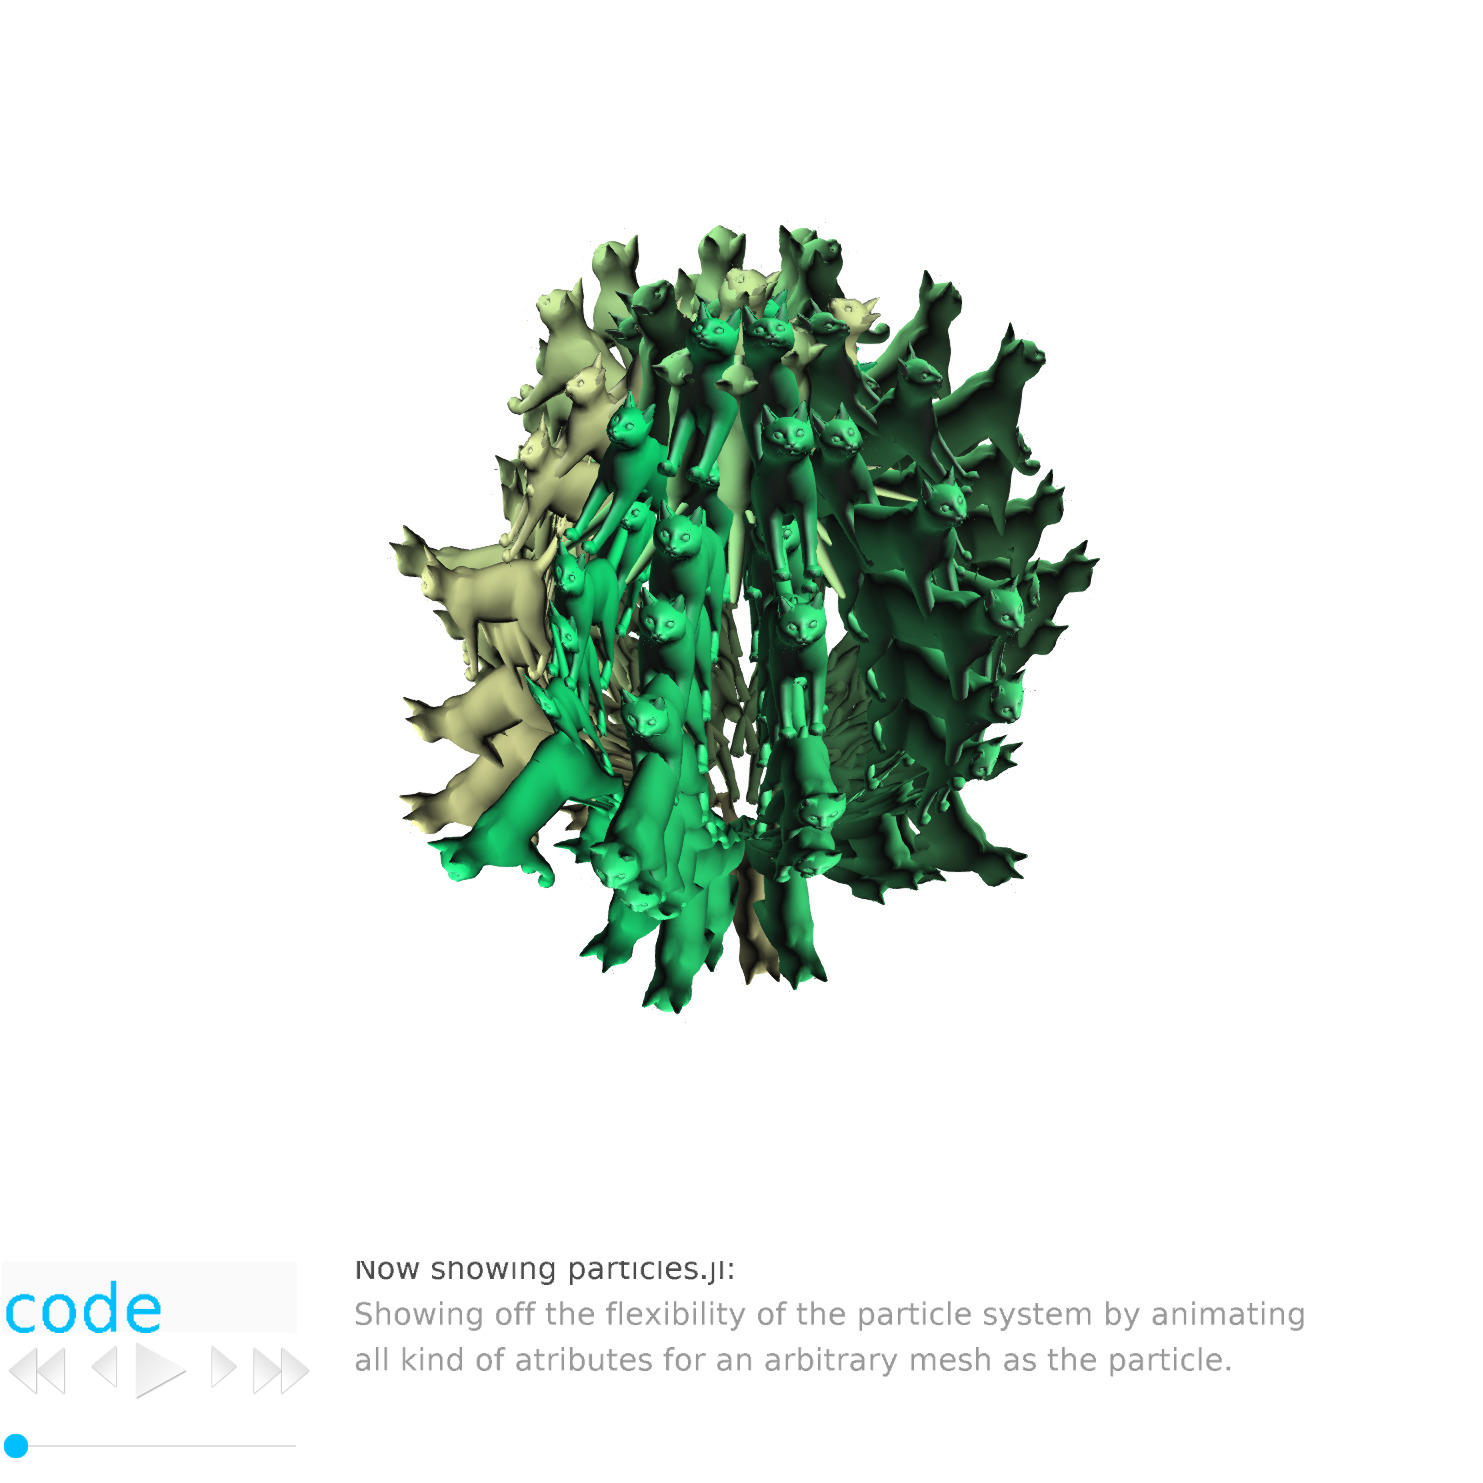 Now showing particles.jl:
code
Showing off the flexibility of the particle system by animating
all kind of atributes for an arbitrary mesh as the particle.